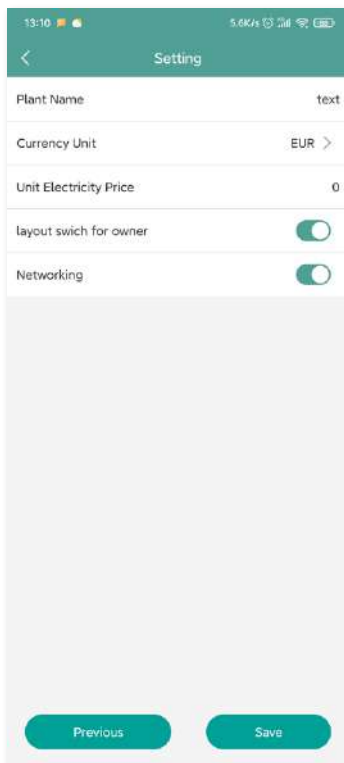 13:10 5.6K/s
Setting
Plant Name text
Currency Unit EUR >
Unit Electricity Price 0
layout swich for owner
Networking
Previous Save